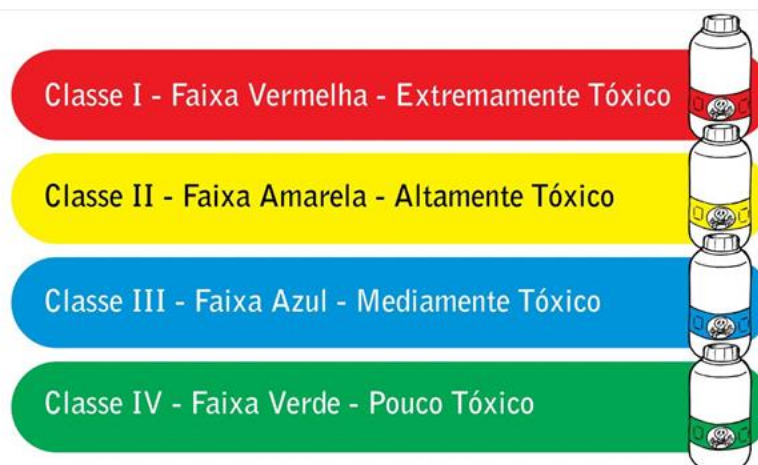 Classe I - Faixa Vermelha - Extremamente Tóxico
Classe II - Faixa Amarela - Altamente Tóxico
Classe III - Faixa Azul - Mediamente Tóxico
Classe IV - Faixa Verde - Pouco Tóxico